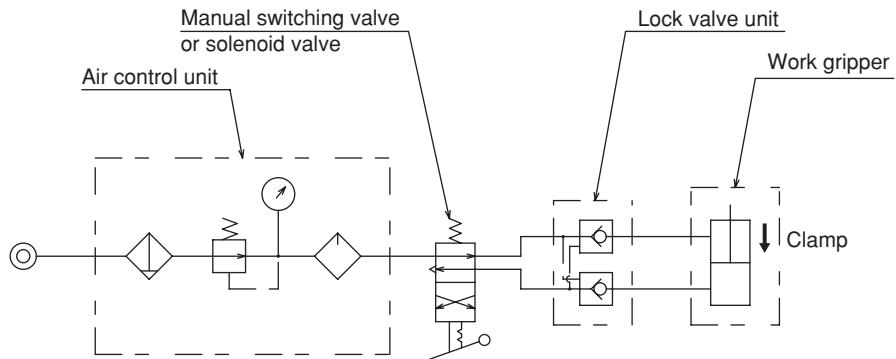 Manual switching valve
or solenoid valve
Lock valve unit
Work gripper
Air control unit
Clamp